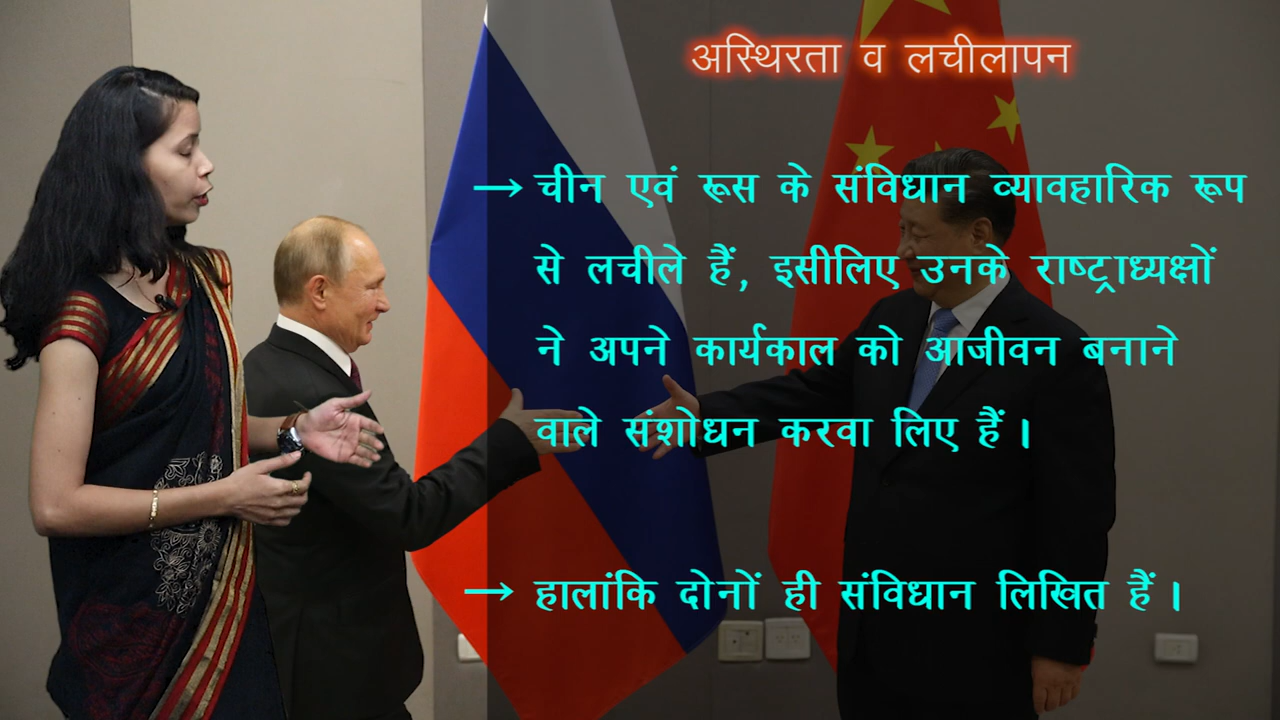 अस्थिरता व लचीलापन
→ चीन एवं रूस के संविधान व्यावहारिक रूप
से लचीले हैं, इसीलिए उनके राष्ट्राध्यक्षों
ने अपने कार्यकाल को आजीवन बनाने
वाले संशोधन करवा लिए हैं।
→ हालांकि दोनों ही संविधान लिखित हैं।